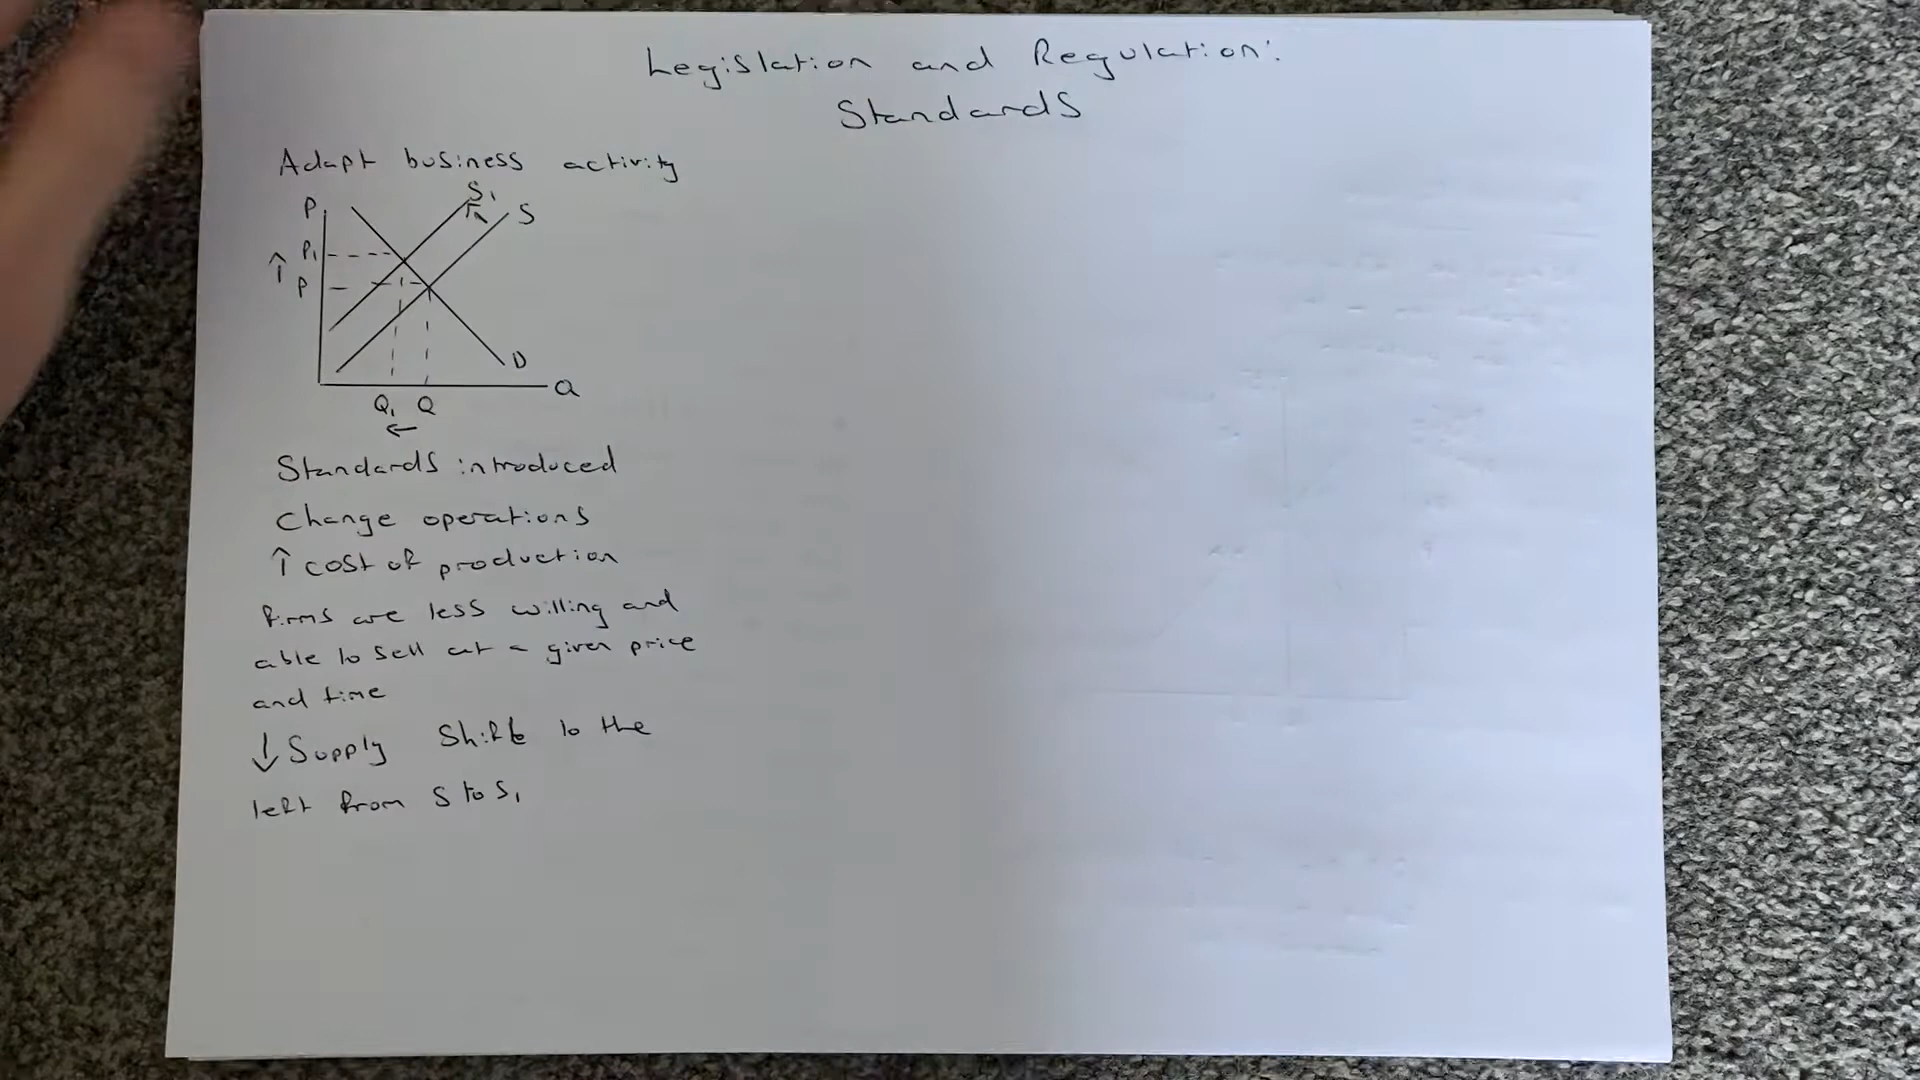 Legislation and Regulation:
Standards
Adapt business activity
P
S1
S
P1
↑
P
D
Q
Q1 Q
←
Standards introduced
Change operations
↑ cost of production
firms are less willing and
able to sell at a given price
and time
↓ Supply Shift to the
left from S to S1